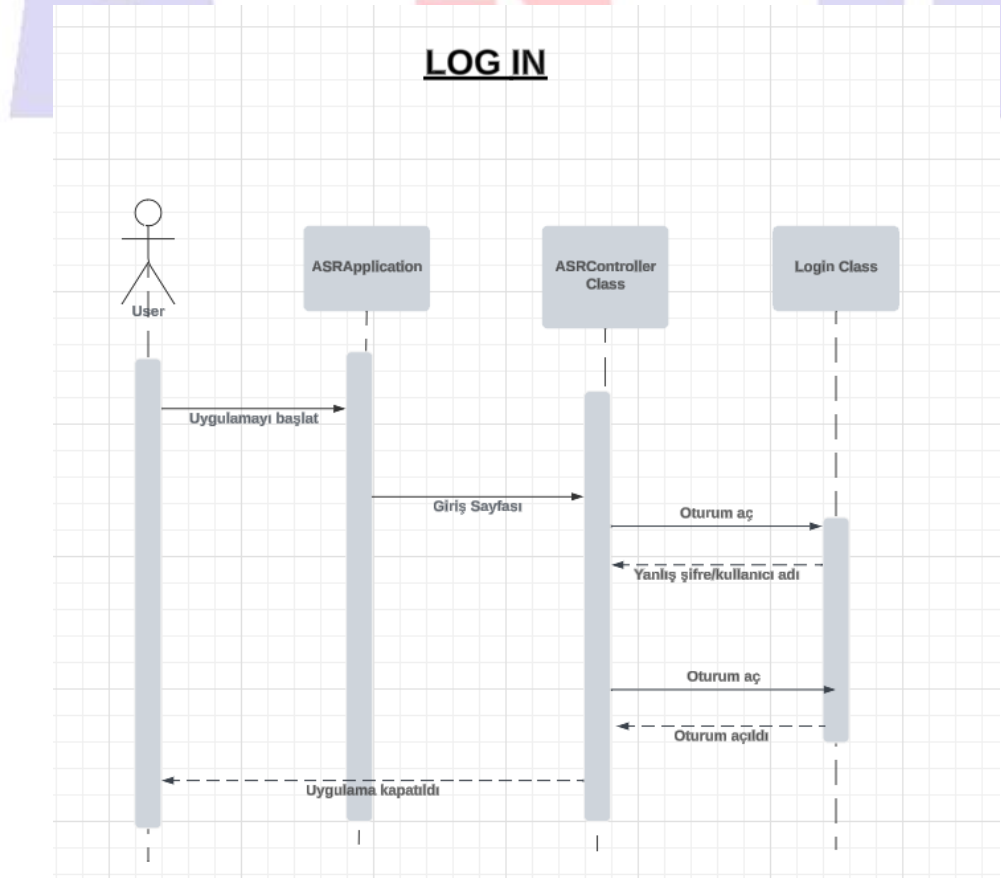 LOG IN
User
ASRApplication
ASRController
Class
Login Class
Uygulamayı başlat
Giriş Sayfası
Oturum aç
Yanlış şifre/kullanıcı adı
Oturum aç
Oturum açıldı
Uygulama kapatıldı